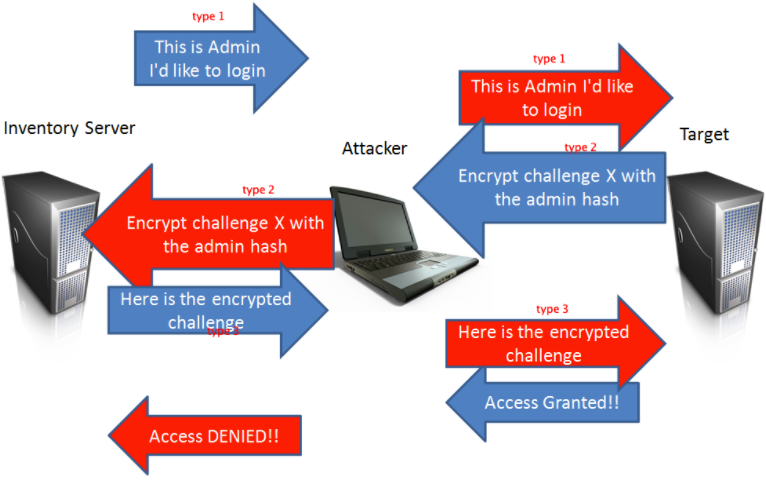 type 1
This is Admin
I'd like to login
type 1
This is Admin I'd like
to login
Inventory Server
Attacker
Target
type 2
Encrypt challenge X with
the admin hash
type 2
Encrypt challenge X with
the admin hash
Here is the encrypted
challenge
type 3
type 3
Here is the encrypted
challenge
Access Granted!!
Access DENIED!!